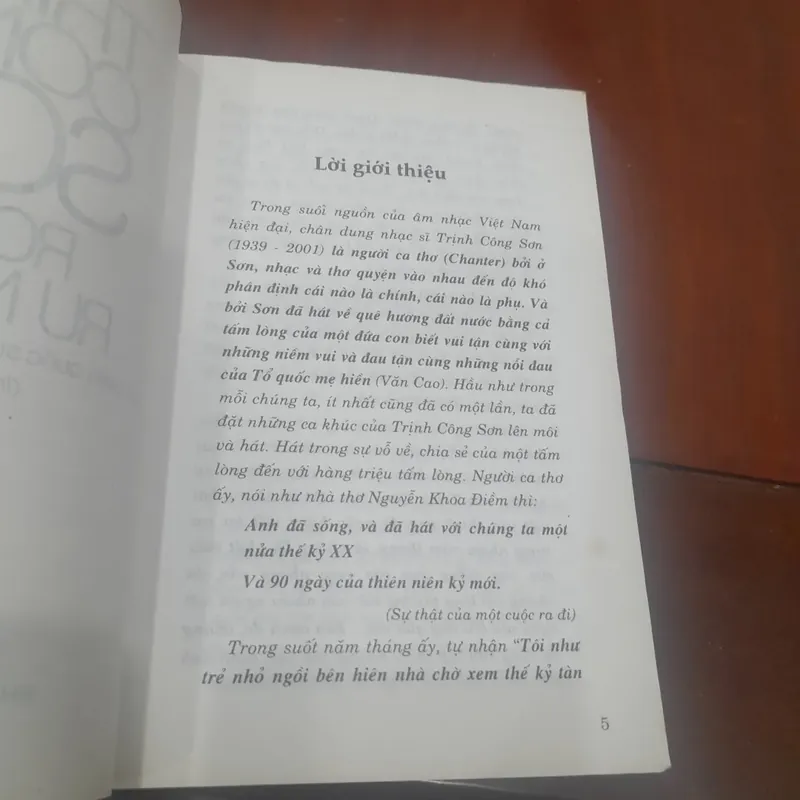 Lời giới thiệu
Trong suối nguồn của âm nhạc Việt Nam
hiện đại, chân dung nhạc sĩ Trịnh Công Sơn
(1939 - 2001) là người ca thơ (Chanter) bởi ở
Sơn, nhạc và thơ quyện vào nhau đến độ khó
phân định cái nào là chính, cái nào là phụ. Và
bởi Sơn đã hát về quê hương đất nước bằng cả
tấm lòng của một đứa con biết vui tận cùng với
những niềm vui và đau tận cùng những nỗi đau
của Tổ quốc mẹ hiền (Văn Cao). Hầu như trong
mỗi chúng ta, ít nhất cũng đã có một lần, ta đã
đặt những ca khúc của Trịnh Công Sơn lên môi
và hát. Hát trong sự vỗ về, chia sẻ của một tấm
lòng đến với hàng triệu tấm lòng. Người ca thơ
ấy, nói như nhà thơ Nguyễn Khoa Điềm thì:
Anh đã sống, và đã hát với chúng ta một
nửa thế kỷ XX
Và 90 ngày của thiên niên kỷ mới.
(Sự thật của một cuộc ra đi)
Trong suốt năm tháng ấy, tự nhận "Tôi như
trẻ nhỏ ngồi bên hiên nhà chờ xem thế kỷ tàn
5